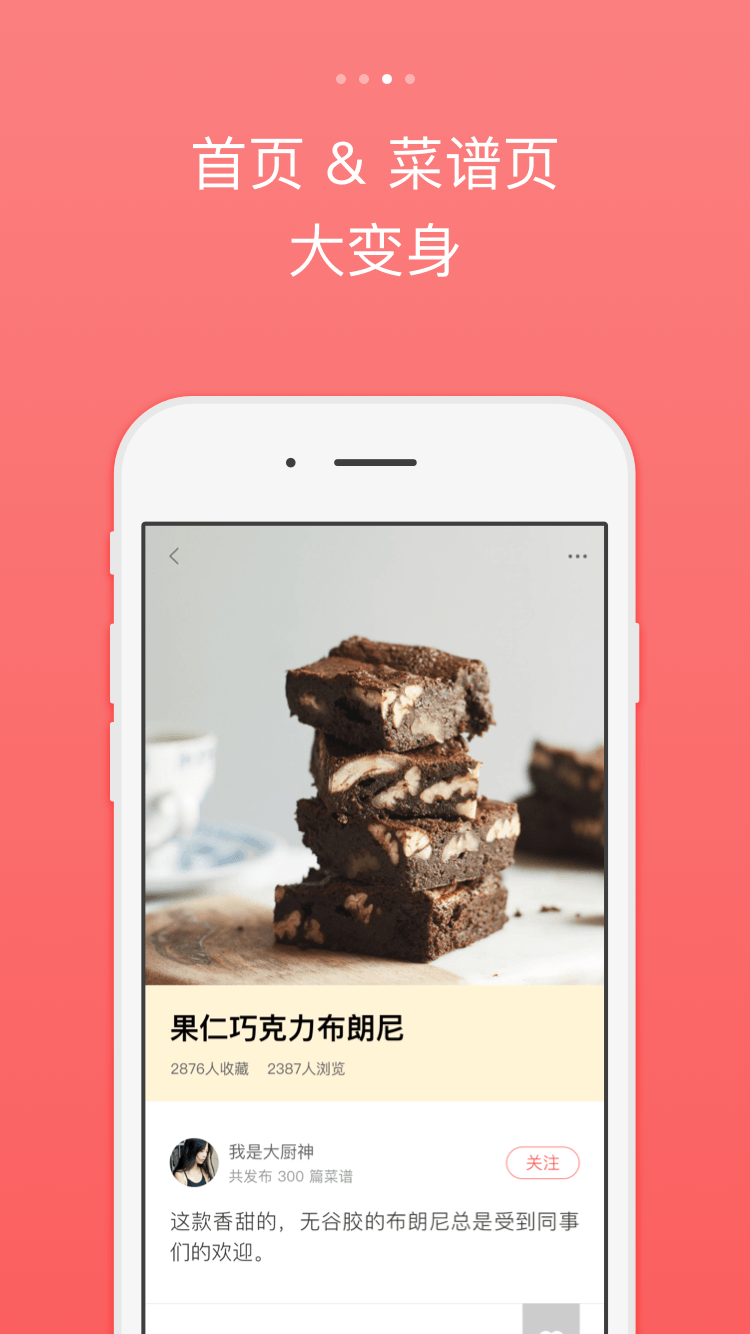 首页 & 菜谱页
大变身
果仁巧克力布朗尼
2876人收藏 2387人浏览
我是大厨神
共发布 300 篇菜谱
关注
这款香甜的，无谷胶的布朗尼总是受到同事
们的欢迎。